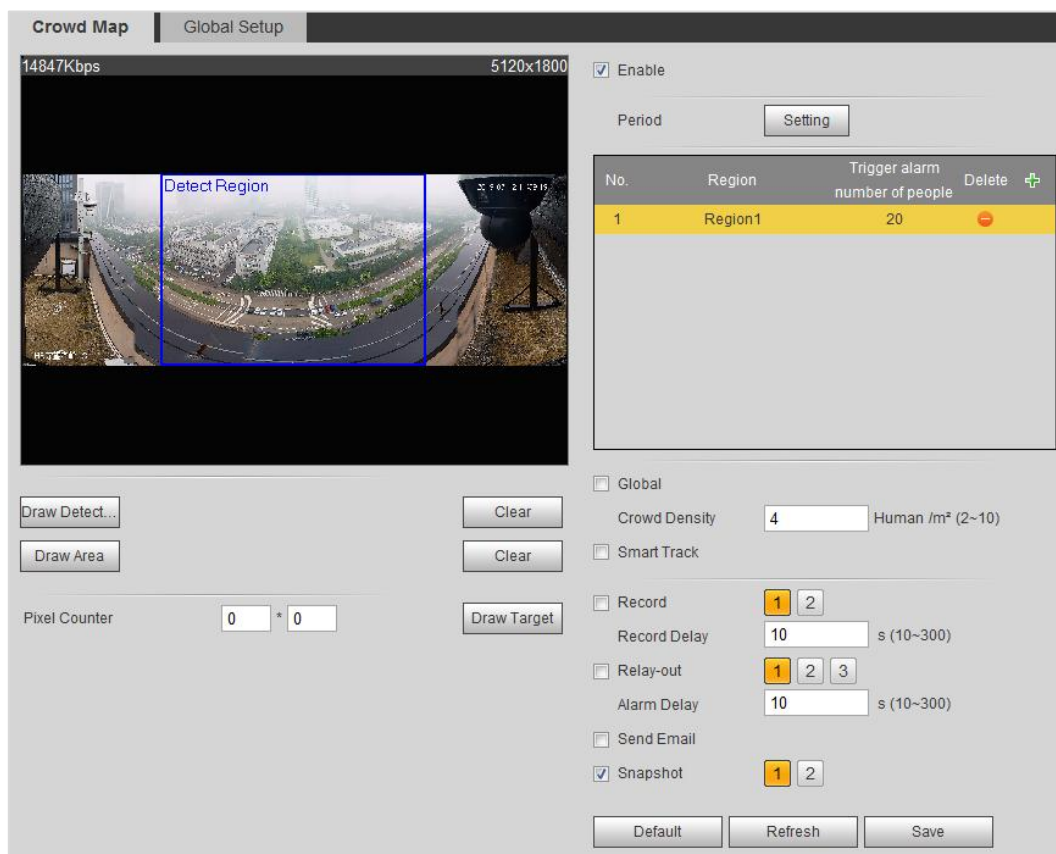 Crowd Map
Global Setup
14847Kbps 5120x1800
Detect Region
Draw Detect... Clear
Draw Area Clear
Pixel Counter 0 * 0 Draw Target
Enable
Period Setting
No. Region Trigger alarm number of people Delete
1 Region1 20
Global
Crowd Density 4 Human /m² (2~10)
Smart Track
Record 1 2
Record Delay 10 s (10~300)
Relay-out 1 2 3
Alarm Delay 10 s (10~300)
Send Email
Snapshot 1 2
Default Refresh Save